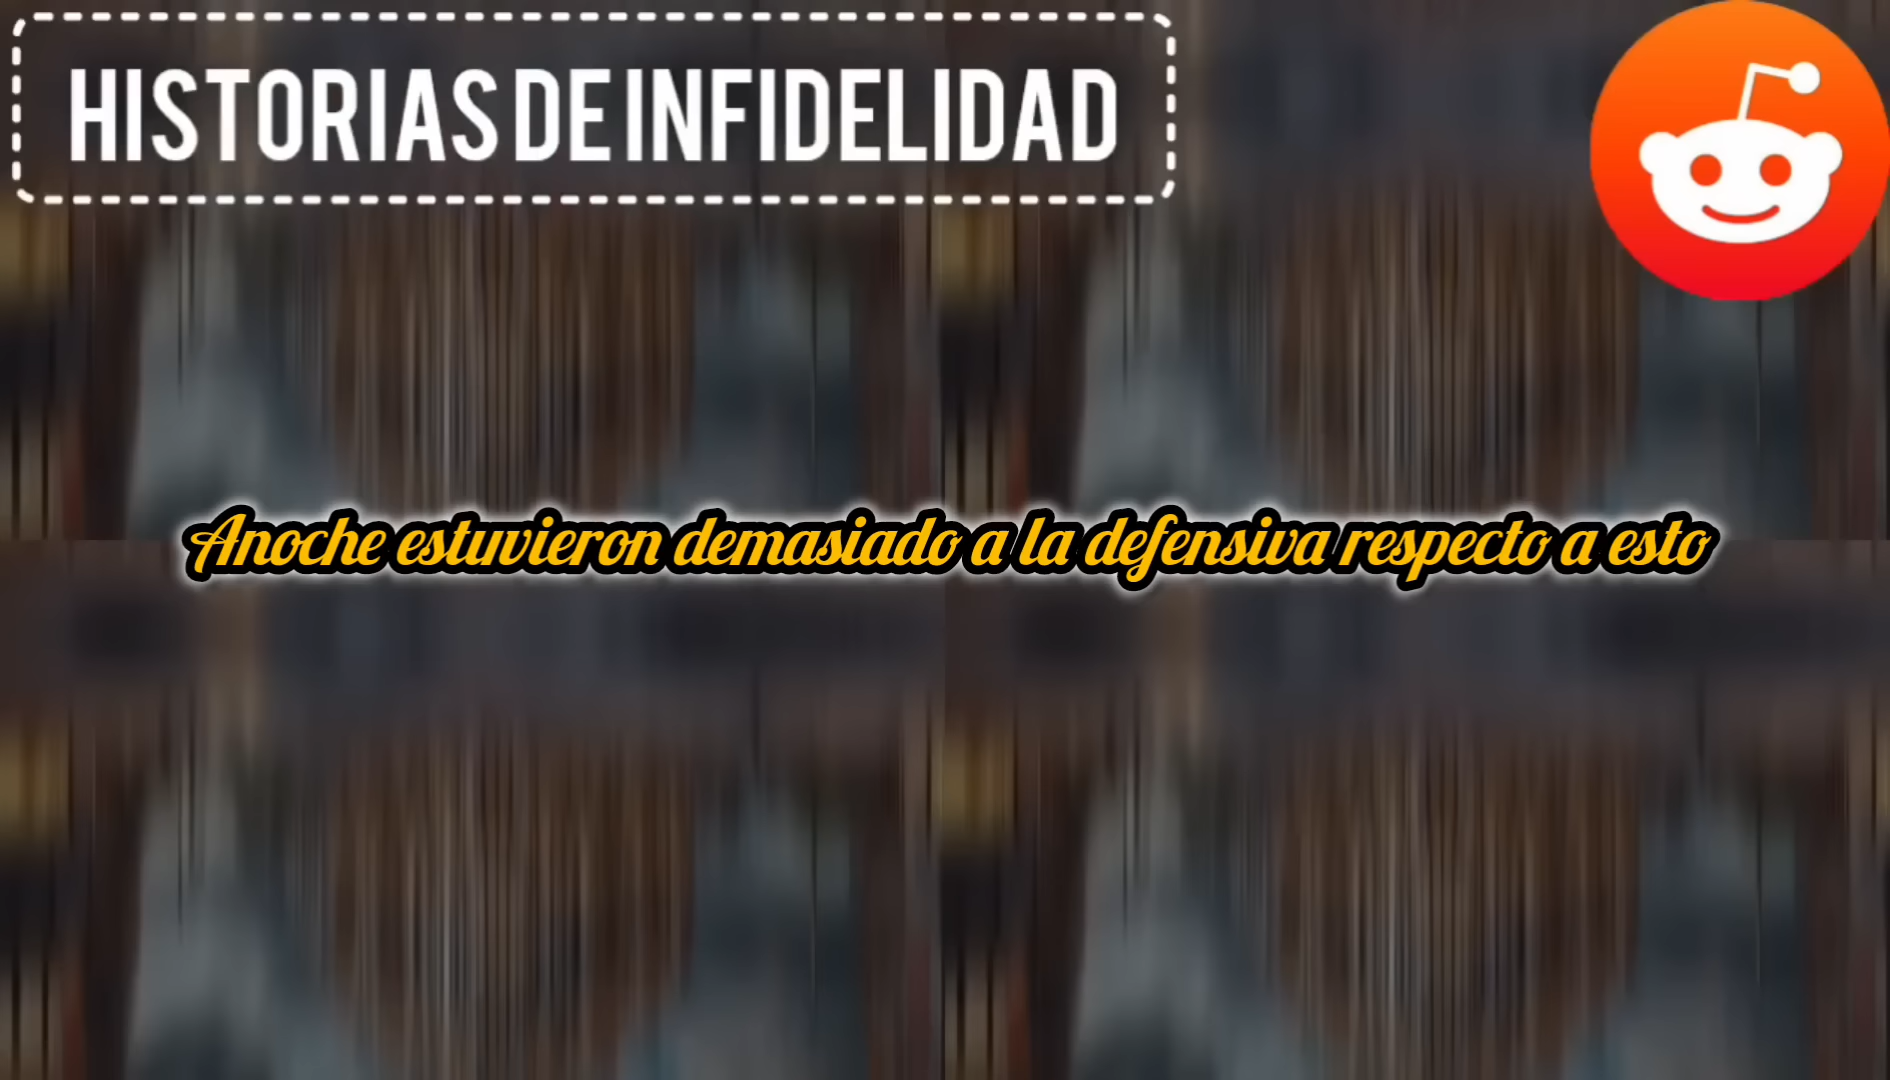 HISTORIAS DE INFIDELIDAD
Anoche estuvieron demasiado a la defensiva respecto a esto